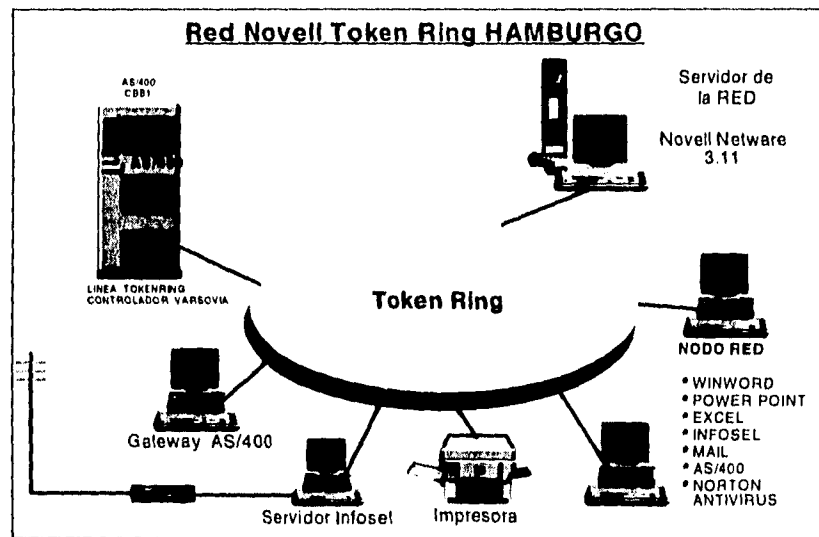 Red Novell Token Ring HAMBURGO
AS/400
CBB1
Servidor de
la RED
Novell Netware
3.11
LINEA TOKENRING
CONTROLADOR VARSOVIA
Token Ring
NODO RED
* WINWORD
* POWER POINT
* EXCEL
* INFOSEL
* MAIL
* AS/400
* NORTON
ANTIVIRUS
Gateway AS/400
Servidor Infoset
Impresora